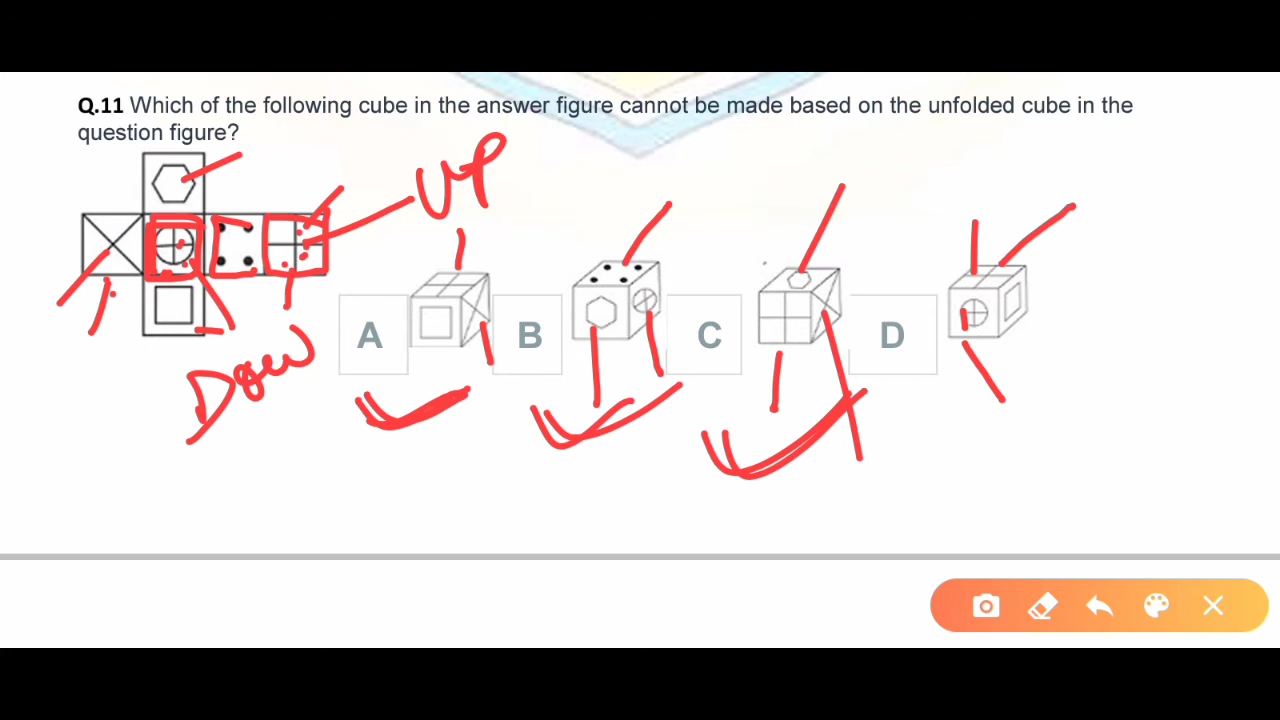 Q.11 Which of the following cube in the answer figure cannot be made based on the unfolded cube in the
question figure?
UP
A
B
C
D
Dow